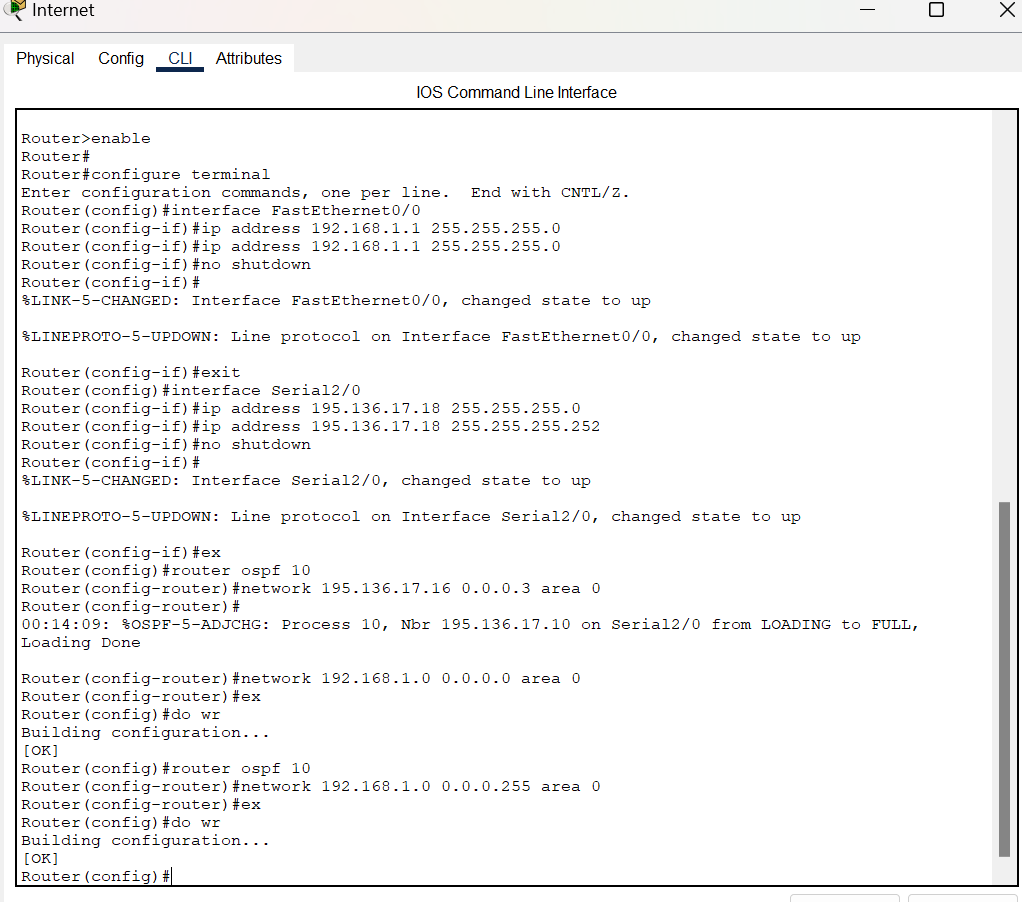 Internet
Physical Config CLI Attributes
IOS Command Line Interface
Router>enable
Router#
Router#configure terminal
Enter configuration commands, one per line.  End with CNTL/Z.
Router(config)#interface FastEthernet0/0
Router(config-if)#ip address 192.168.1.1 255.255.255.0
Router(config-if)#ip address 192.168.1.1 255.255.255.0
Router(config-if)#no shutdown
Router(config-if)#
%LINK-5-CHANGED: Interface FastEthernet0/0, changed state to up
%LINEPROTO-5-UPDOWN: Line protocol on Interface FastEthernet0/0, changed state to up
Router(config-if)#exit
Router(config)#interface Serial2/0
Router(config-if)#ip address 195.136.17.18 255.255.255.0
Router(config-if)#ip address 195.136.17.18 255.255.255.252
Router(config-if)#no shutdown
Router(config-if)#
%LINK-5-CHANGED: Interface Serial2/0, changed state to up
%LINEPROTO-5-UPDOWN: Line protocol on Interface Serial2/0, changed state to up
Router(config-if)#ex
Router(config)#router ospf 10
Router(config-router)#network 195.136.17.16 0.0.0.3 area 0
Router(config-router)#
00:14:09: %OSPF-5-ADJCHG: Process 10, Nbr 195.136.17.10 on Serial2/0 from LOADING to FULL,
Loading Done
Router(config-router)#network 192.168.1.0 0.0.0.0 area 0
Router(config-router)#ex
Router(config)#do wr
Building configuration...
[OK]
Router(config)#router ospf 10
Router(config-router)#network 192.168.1.0 0.0.0.255 area 0
Router(config-router)#ex
Router(config)#do wr
Building configuration...
[OK]
Router(config)#